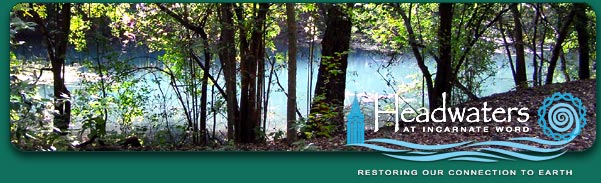 Headwaters
AT INCARNATE WORD
RESTORING OUR CONNECTION TO EARTH